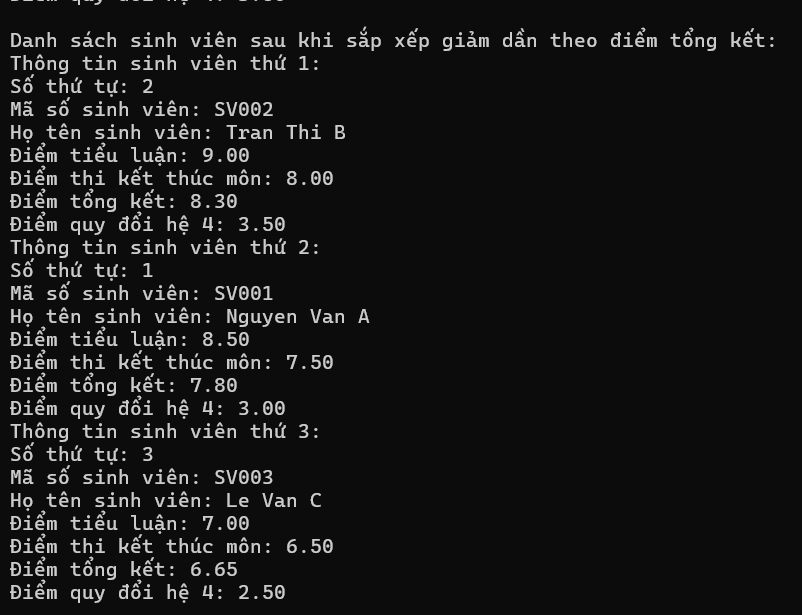 Danh sách sinh viên sau khi sắp xếp giảm dần theo điểm tổng kết:
Thông tin sinh viên thứ 1:
Số thứ tự: 2
Mã số sinh viên: SV002
Họ tên sinh viên: Tran Thi B
Điểm tiểu luận: 9.00
Điểm thi kết thúc môn: 8.00
Điểm tổng kết: 8.30
Điểm quy đổi hệ 4: 3.50
Thông tin sinh viên thứ 2:
Số thứ tự: 1
Mã số sinh viên: SV001
Họ tên sinh viên: Nguyen Van A
Điểm tiểu luận: 8.50
Điểm thi kết thúc môn: 7.50
Điểm tổng kết: 7.80
Điểm quy đổi hệ 4: 3.00
Thông tin sinh viên thứ 3:
Số thứ tự: 3
Mã số sinh viên: SV003
Họ tên sinh viên: Le Van C
Điểm tiểu luận: 7.00
Điểm thi kết thúc môn: 6.50
Điểm tổng kết: 6.65
Điểm quy đổi hệ 4: 2.50